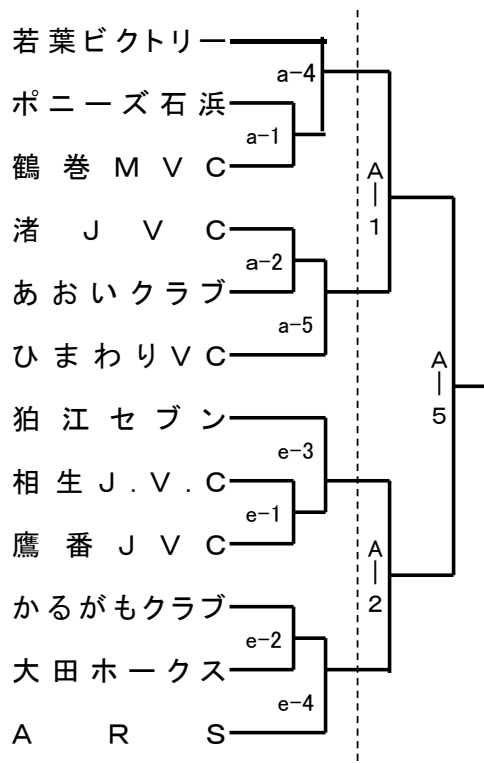 若葉ビクトリー
a-4
ポニーズ石浜
a-1
鶴巻ＭＶＣ
A|1
渚ＪＶＣ
a-2
あおいクラブ
a-5
ひまわりＶＣ
A|5
狛江セブン
e-3
相生Ｊ．Ｖ．Ｃ
e-1
鷹番ＪＶＣ
A|2
かるがもクラブ
e-2
大田ホークス
e-4
ＡＲＳ